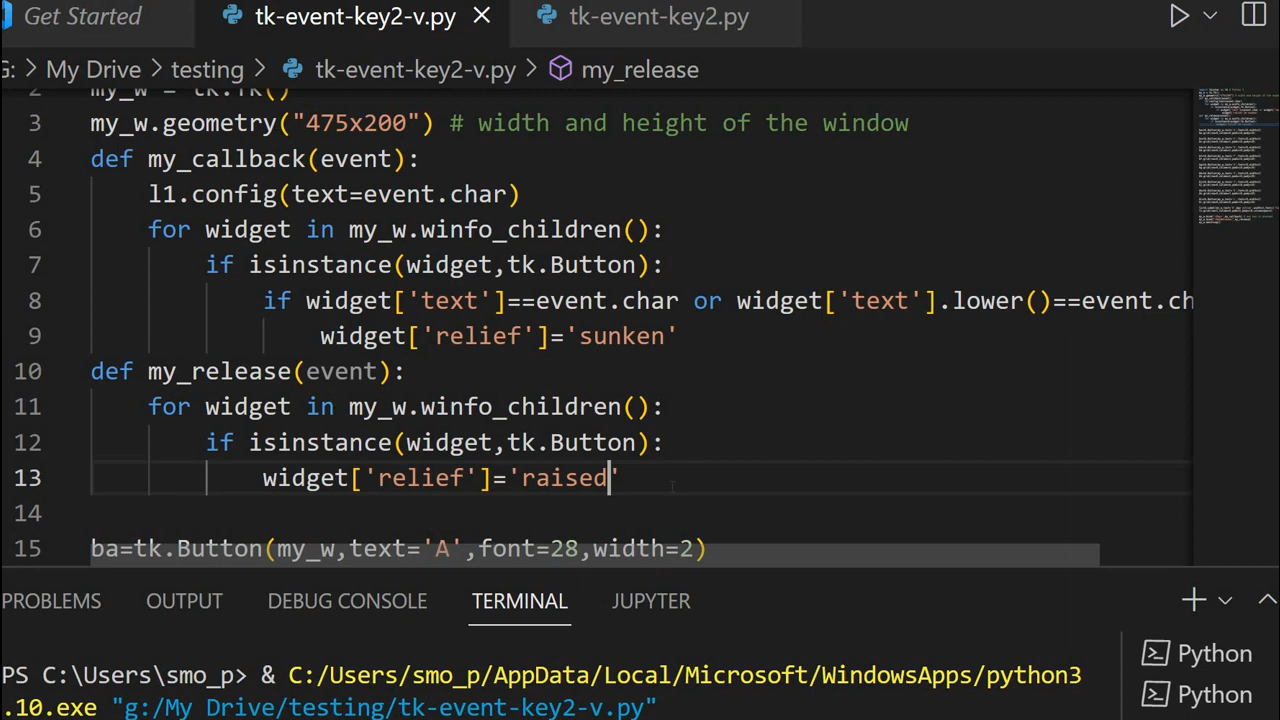 Get Started
tk-event-key2-v.py
tk-event-key2.py
G: > My Drive > testing > tk-event-key2-v.py > my_release
2 my_w = tk.Tk()
3 my_w.geometry("475x200") # width and height of the window
4 def my_callback(event):
5 l1.config(text=event.char)
6 for widget in my_w.winfo_children():
7 if isinstance(widget,tk.Button):
8 if widget['text']==event.char or widget['text'].lower()==event.ch
9 widget['relief']='sunken'
10 def my_release(event):
11 for widget in my_w.winfo_children():
12 if isinstance(widget,tk.Button):
13 widget['relief']='raised'
14
15 ba=tk.Button(my_w,text='A',font=28,width=2)
PROBLEMS OUTPUT DEBUG CONSOLE TERMINAL JUPYTER
PS C:\Users\smo_p> & C:/Users/smo_p/AppData/Local/Microsoft/WindowsApps/python3
.10.exe "g:/My Drive/testing/tk-event-key2-v.py"
Python
Python